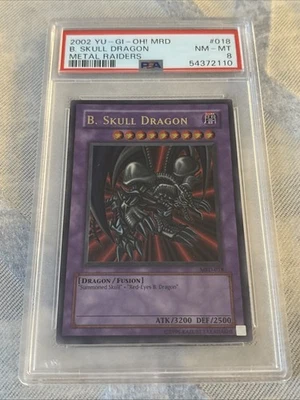 2002 YU-GI-OH! MRD #018
B. SKULL DRAGON NM-MT
METAL RAIDERS 8
PSA 54372110
B. SKULL DRAGON
[DRAGON / FUSION]
"Summoned Skull" + "Red-Eyes B. Dragon"
ATK/3200 DEF/2500